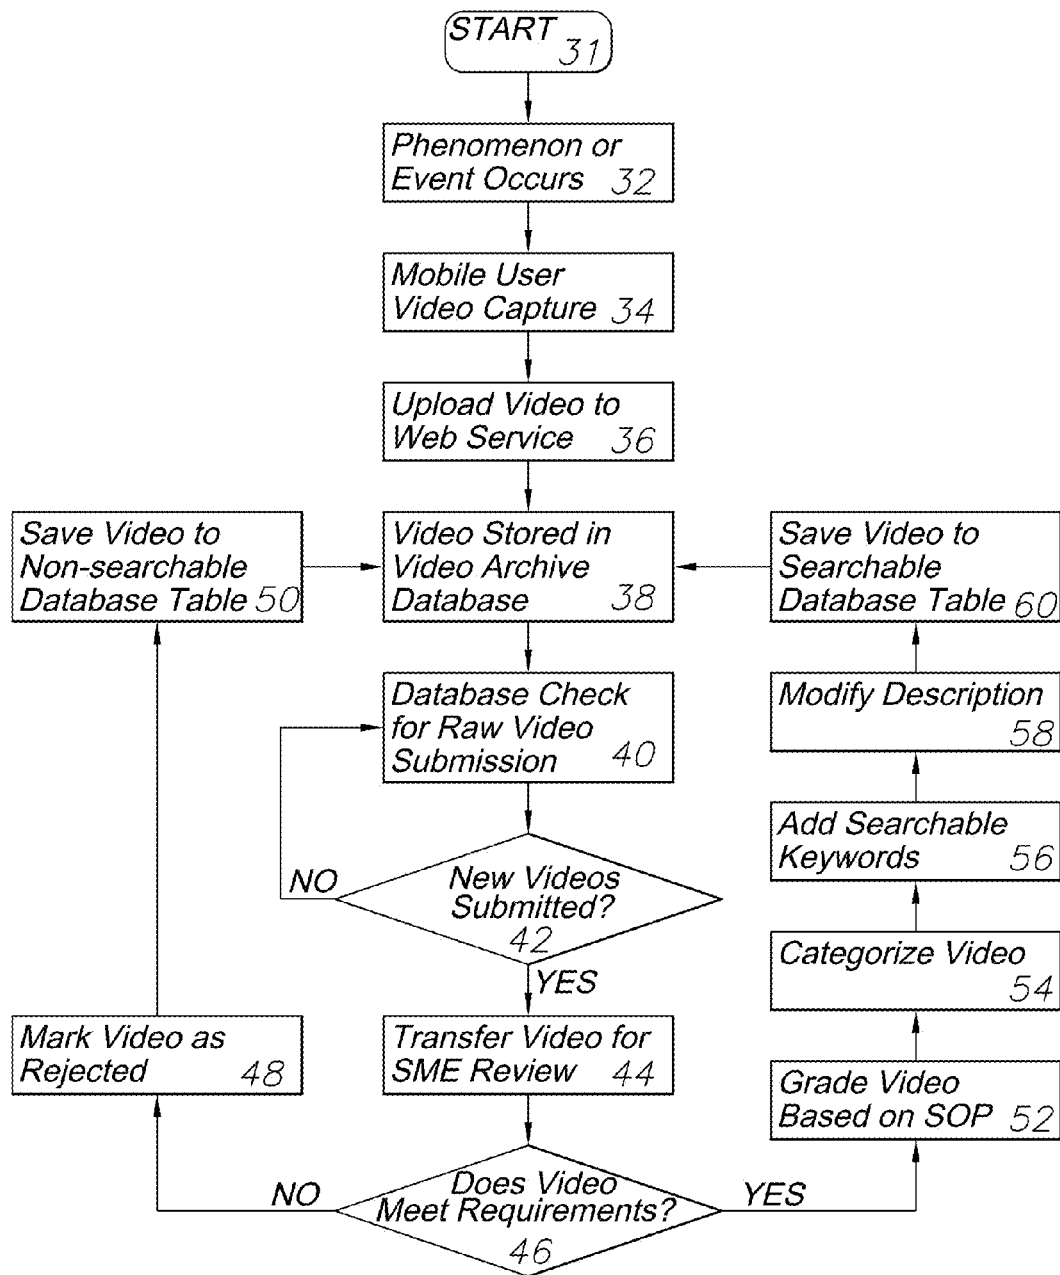 START
31
Phenomenon or
Event Occurs 32
Mobile User
Video Capture 34
Upload Video to
Web Service 36
Save Video to
Non-searchable
Database Table 50
Video Stored in
Video Archive
Database 38
Save Video to
Searchable
Database Table 60
Database Check
for Raw Video
Submission 40
Modify Description
58
Add Searchable
Keywords 56
NO
New Videos
Submitted?
42
YES
Categorize Video
54
Mark Video as
Rejected 48
Transfer Video for
SME Review 44
Grade Video
Based on SOP 52
NO
Does Video
Meet Requirements?
46
YES